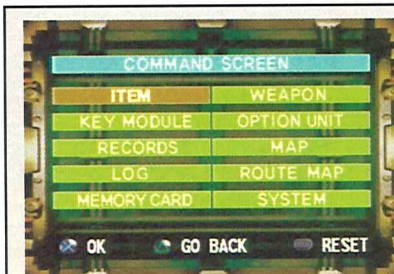 COMMAND SCREEN
ITEM WEAPON
KEY MODULE OPTION UNIT
RECORDS MAP
LOG ROUTE MAP
MEMORY CARD SYSTEM
OK GO BACK RESET